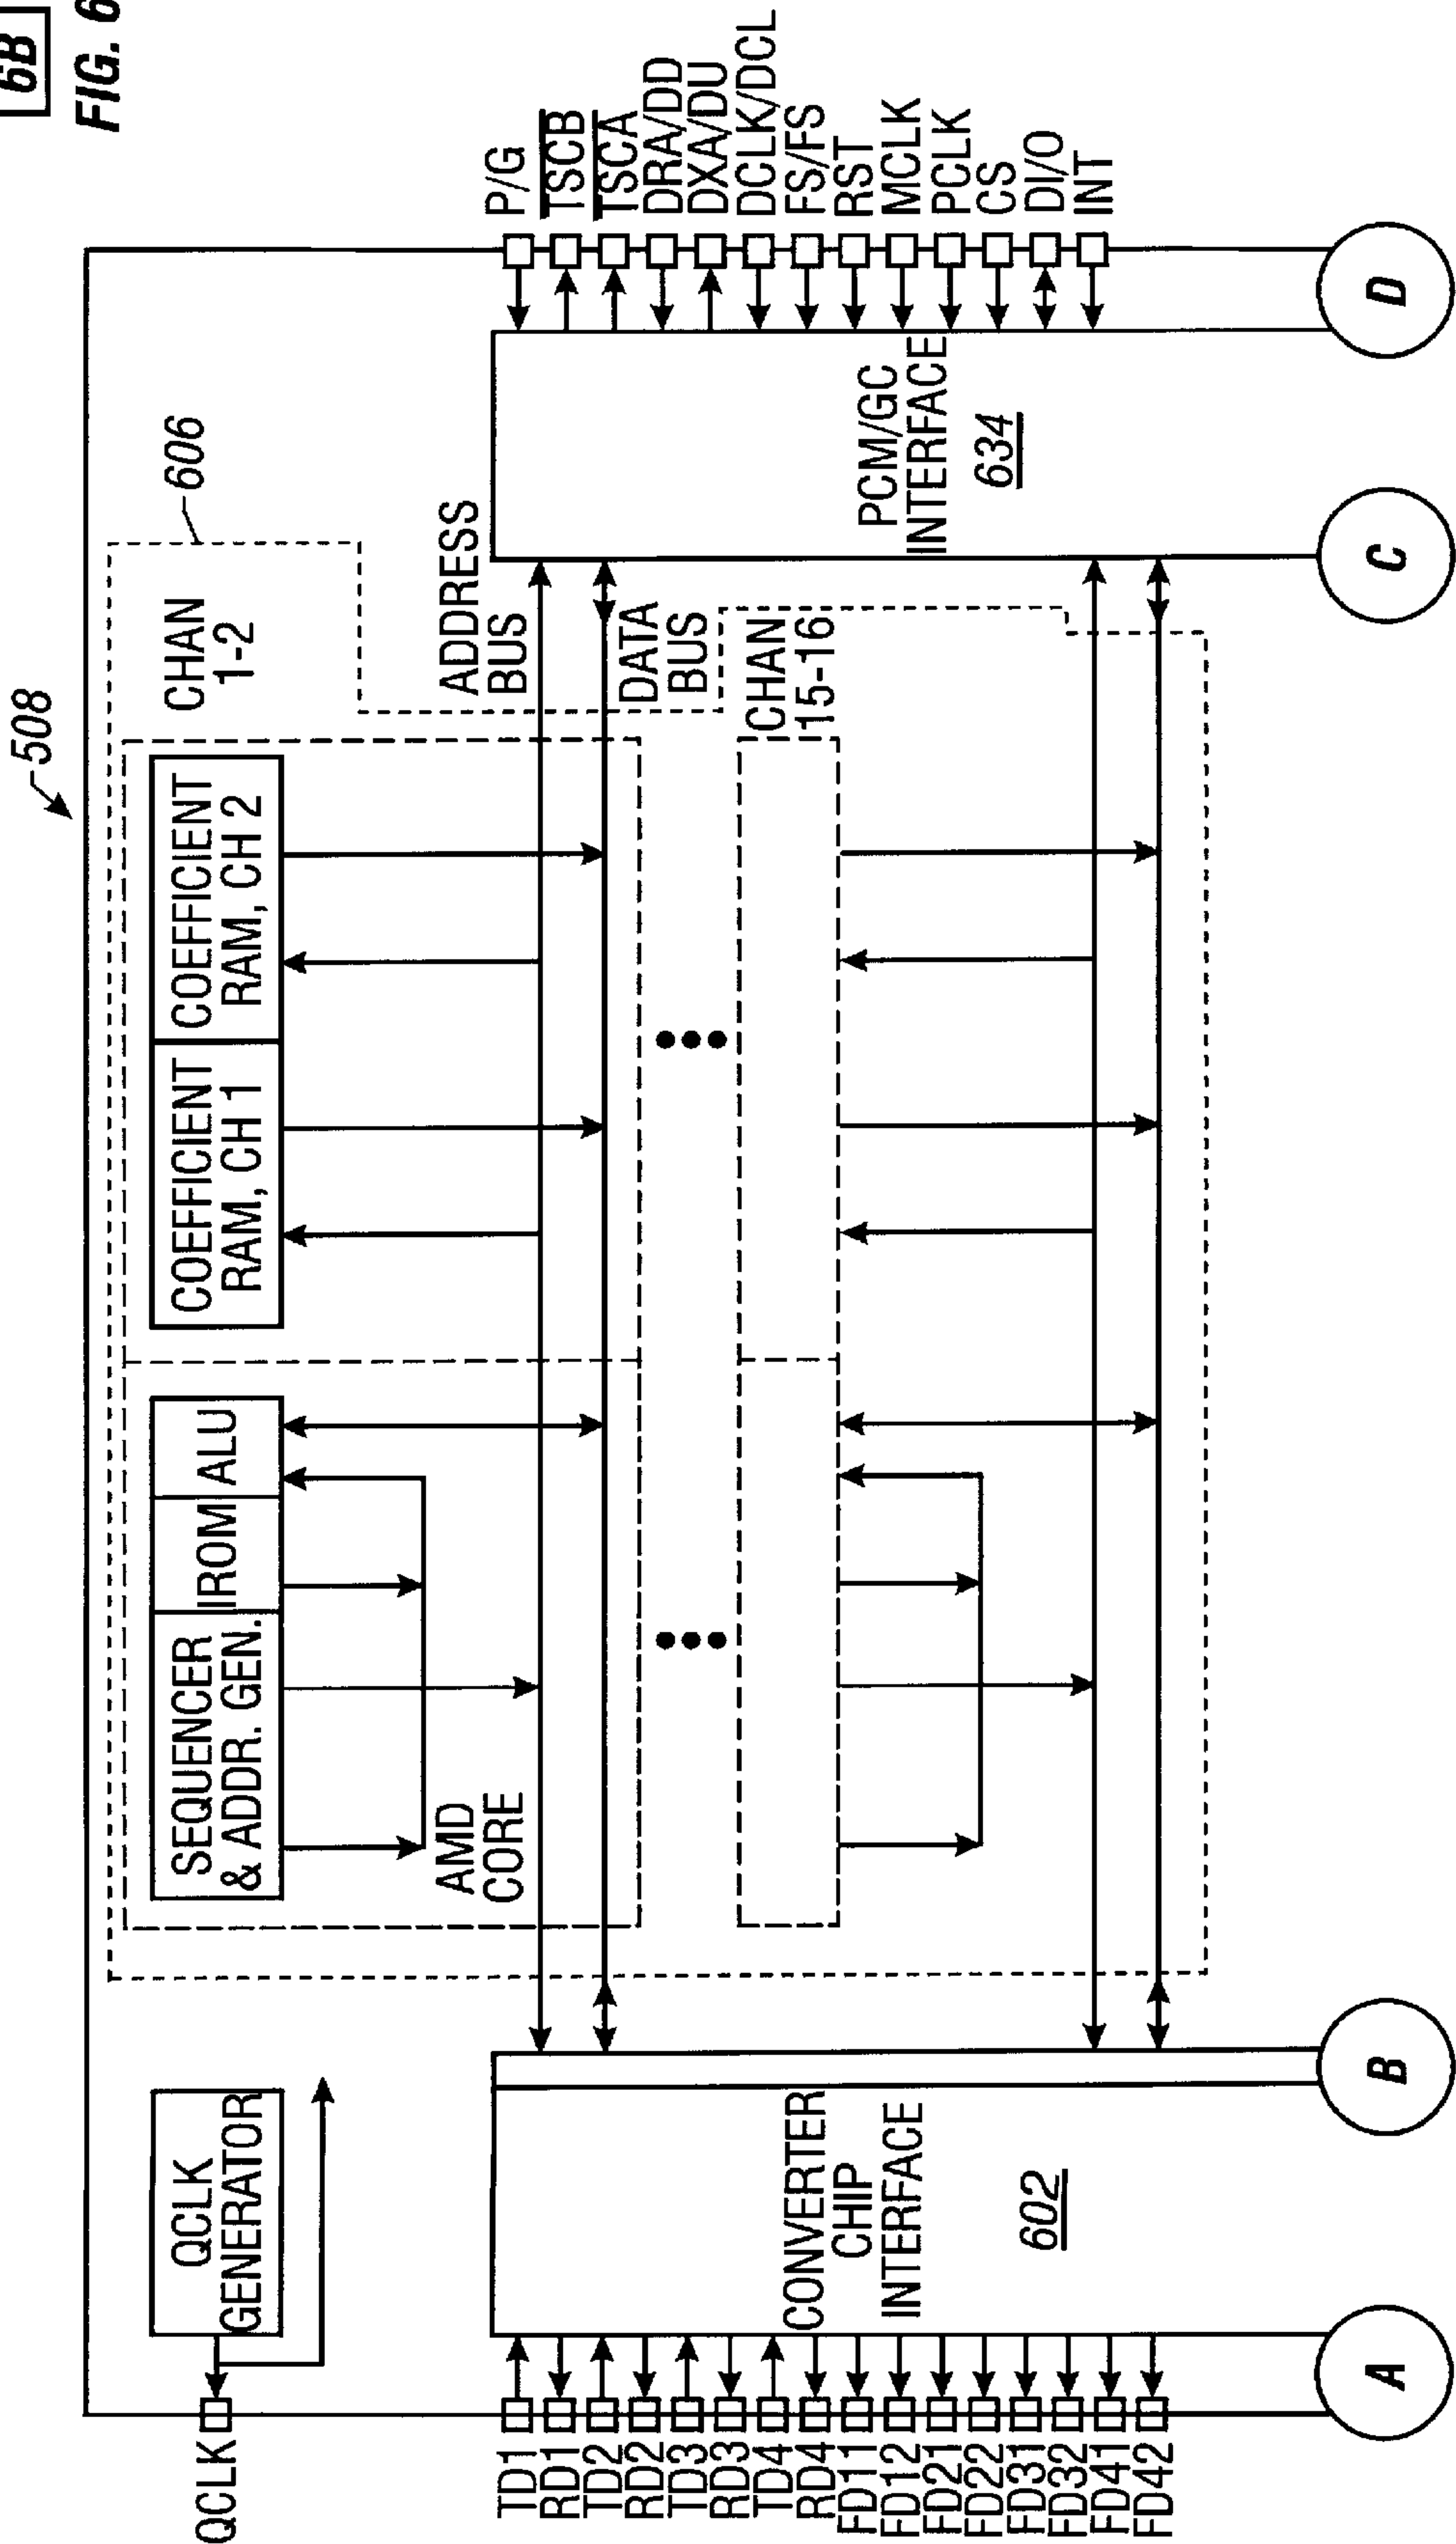 6B
FIG. 6
508
606
QCLK
QCLK
GENERATOR
SEQUENCER
& ADDR. GEN.
IROM
ALU
COEFFICIENT
RAM, CH 1
COEFFICIENT
RAM, CH 2
CHAN
1-2
AMD
CORE
ADDRESS
BUS
DATA
BUS
CHAN
15-16
TD1
RD1
TD2
RD2
TD3
RD3
TD4
RD4
FD11
FD12
FD21
FD22
FD31
FD32
FD41
FD42
CONVERTER
CHIP
INTERFACE
602
PCM/GC
INTERFACE
634
P/G
TSCB
TSCA
DRA/DD
DXA/DU
DCLK/DCL
FS/FS
RST
MCLK
PCLK
CS
DI/O
INT
A
B
C
D